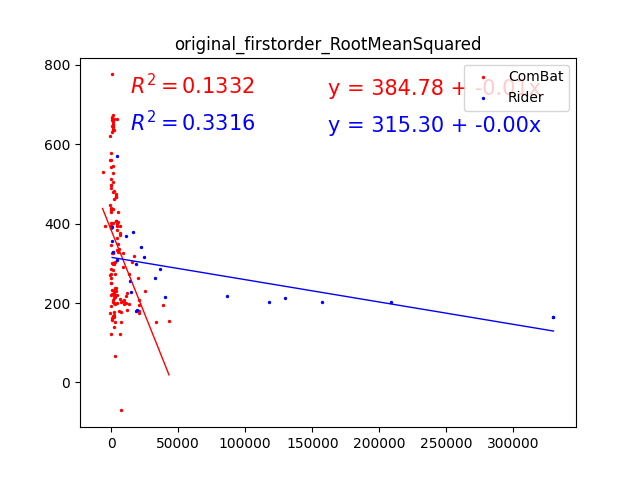 original_firstorder_RootMeanSquared
R² = 0.1332
y = 384.78 + -0.01x
R² = 0.3316
y = 315.30 + -0.00x
ComBat
Rider
800
600
400
200
0
0 50000 100000 150000 200000 250000 300000